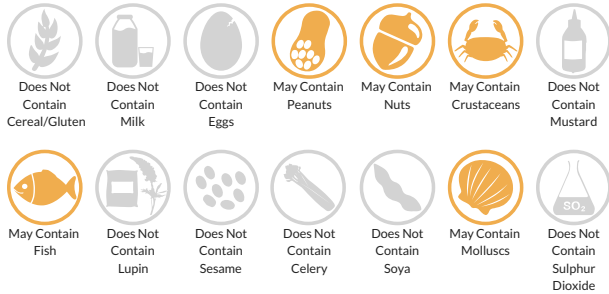 Does Not
Contain
Cereal/Gluten
Does Not
Contain
Milk
Does Not
Contain
Eggs
May Contain
Peanuts
May Contain
Nuts
May Contain
Crustaceans
Does Not
Contain
Mustard
May Contain
Fish
Does Not
Contain
Lupin
Does Not
Contain
Sesame
Does Not
Contain
Celery
Does Not
Contain
Soya
May Contain
Molluscs
SO₂
Does Not
Contain
Sulphur
Dioxide